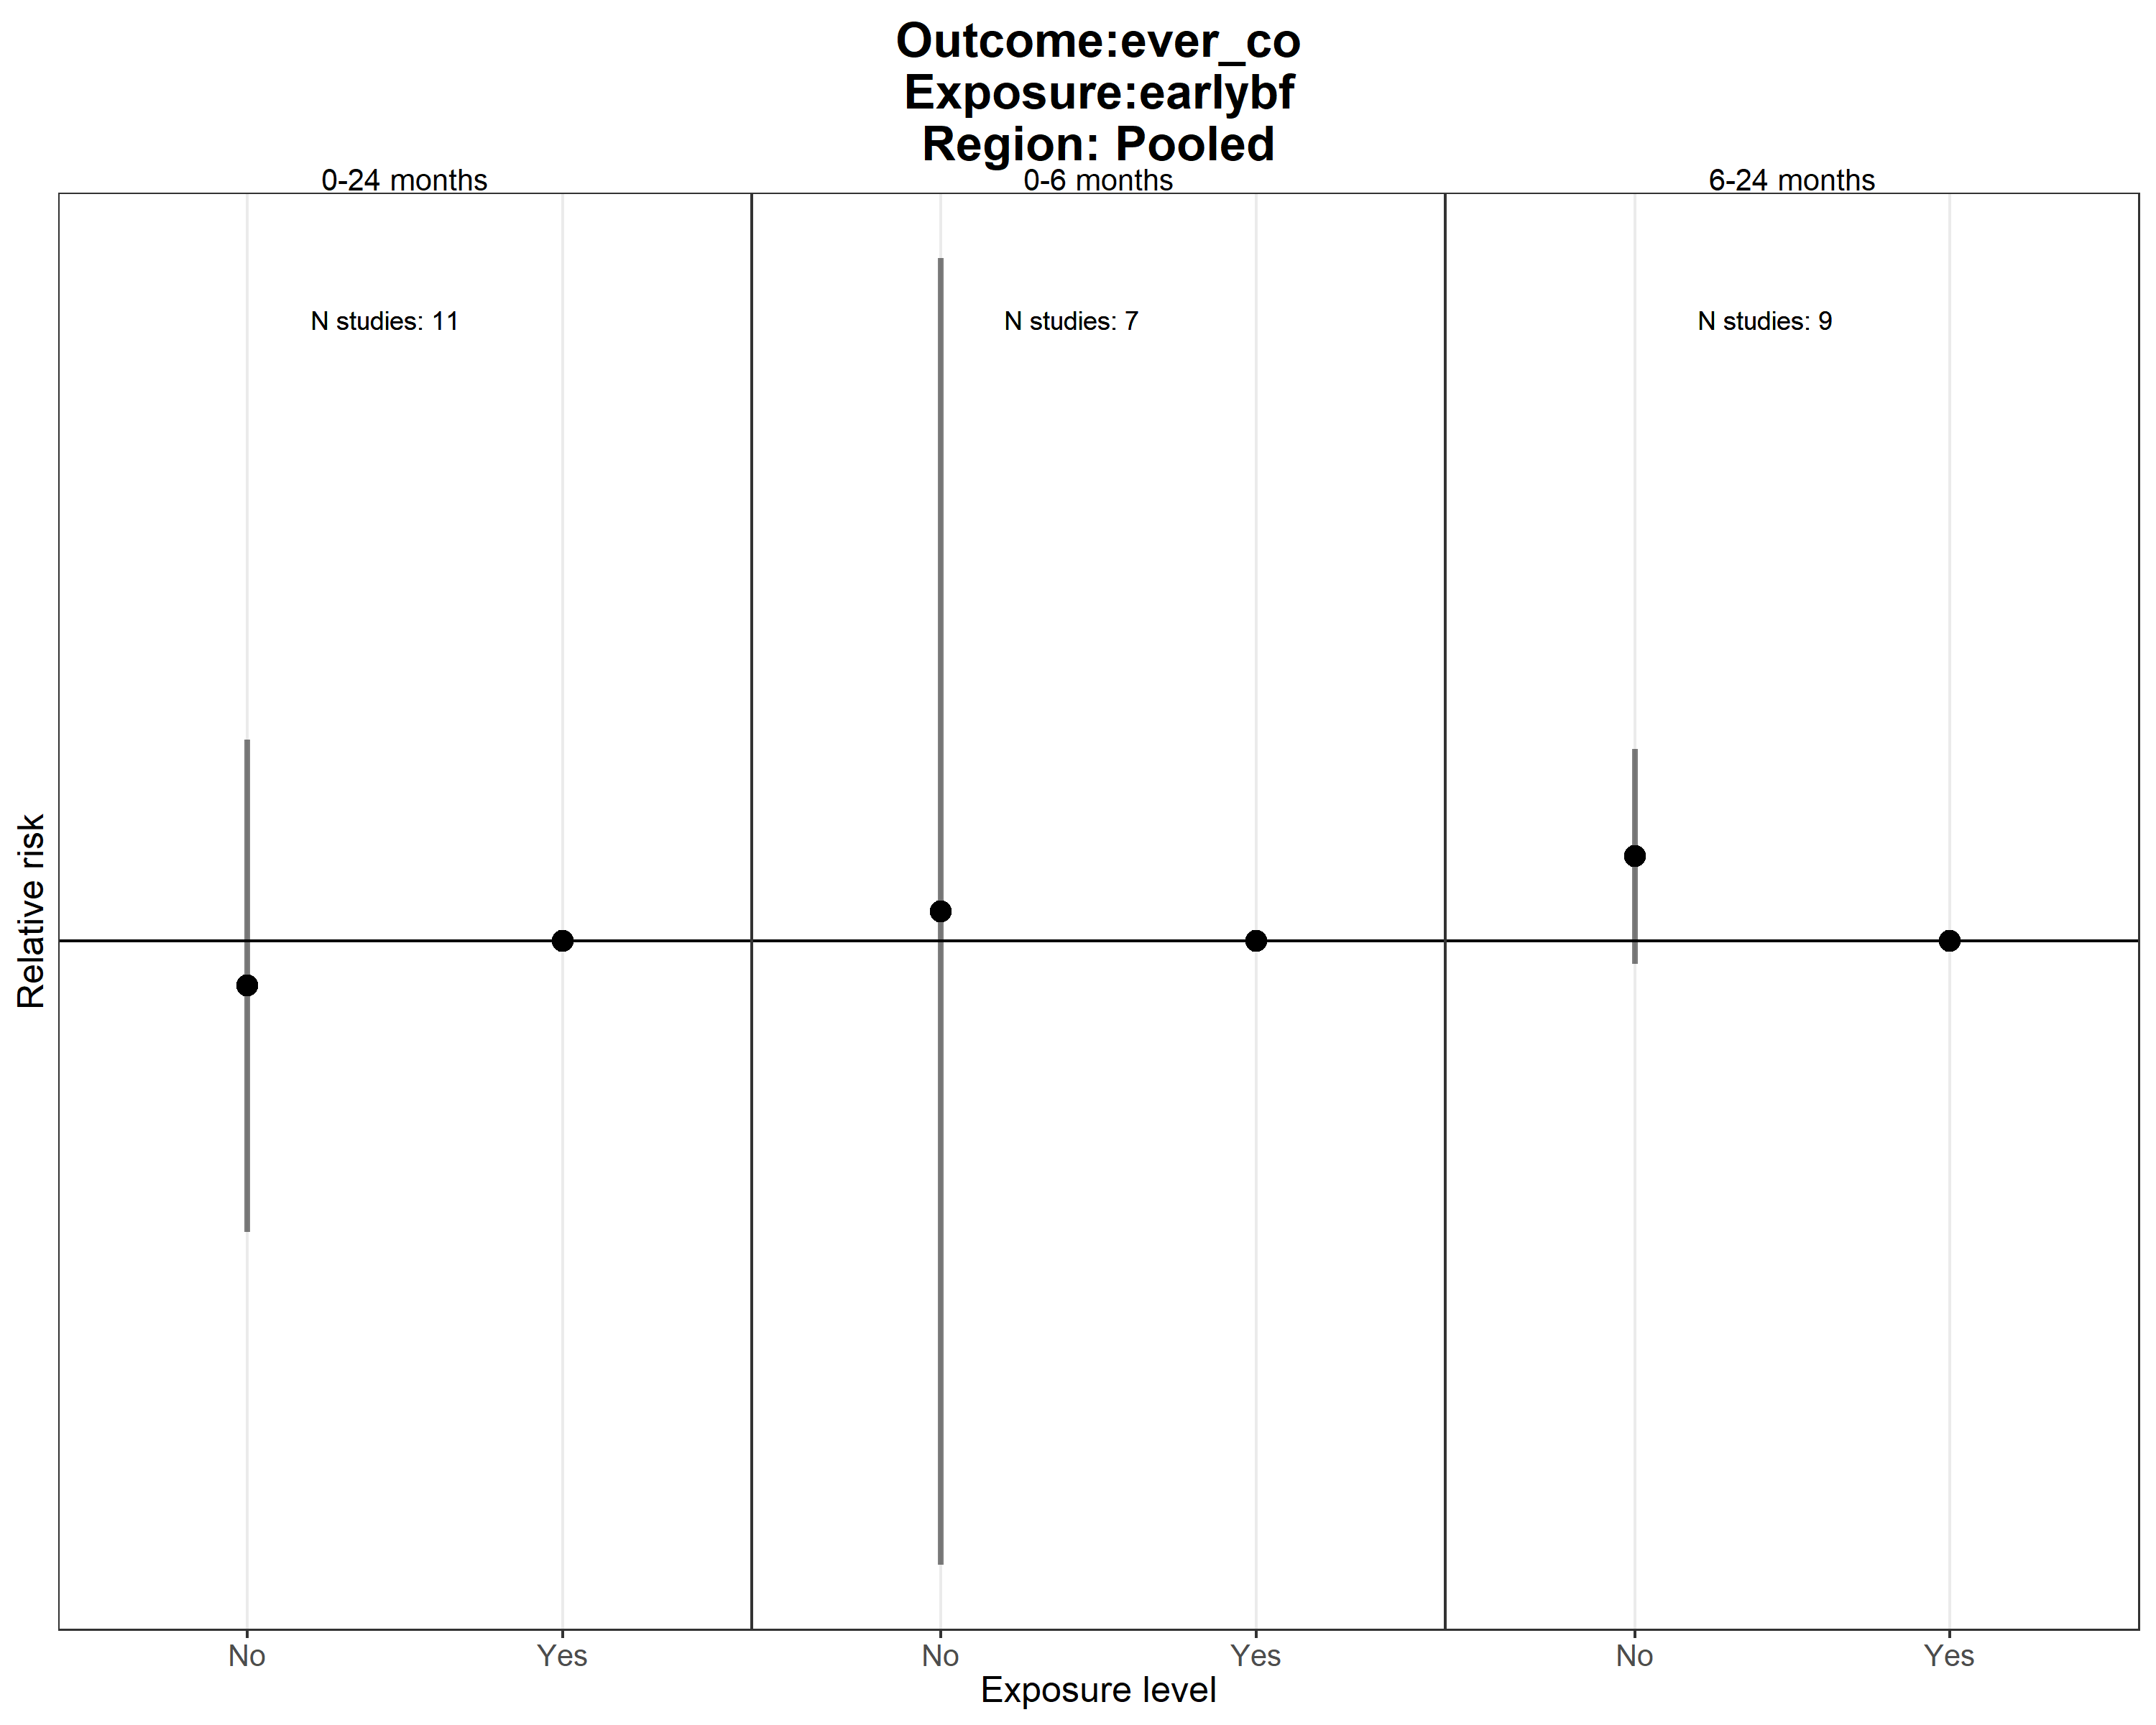 Outcome:ever_co
Exposure:earlybf
Region: Pooled
0-24 months
0-6 months
6-24 months
N studies: 11
N studies: 7
N studies: 9
Relative risk
No
Yes
No
Yes
No
Yes
Exposure level